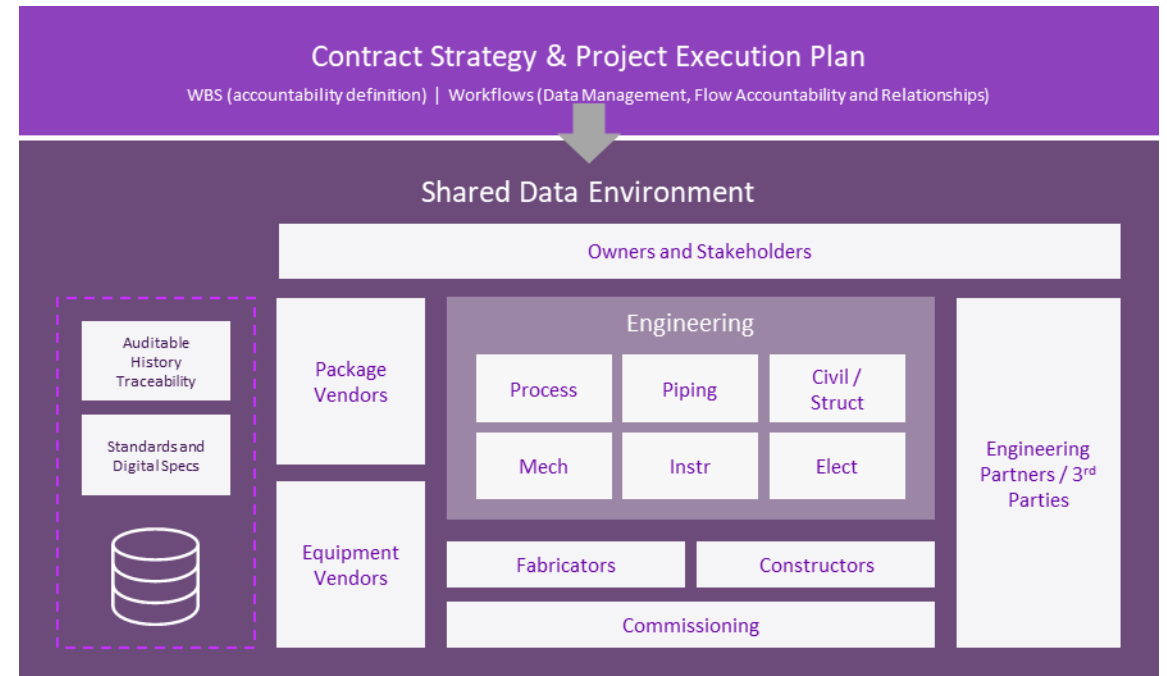 Contract Strategy & Project Execution Plan
WBS (accountability definition) | Workflows (Data Management, Flow Accountability and Relationships)
Shared Data Environment
Owners and Stakeholders
Auditable
History
Traceability
Standards and
Digital Specs
Package
Vendors
Equipment
Vendors
Engineering
Process
Piping
Civil /
Struct
Mech
Instr
Elect
Fabricators
Constructors
Commissioning
Engineering
Partners / 3rd
Parties